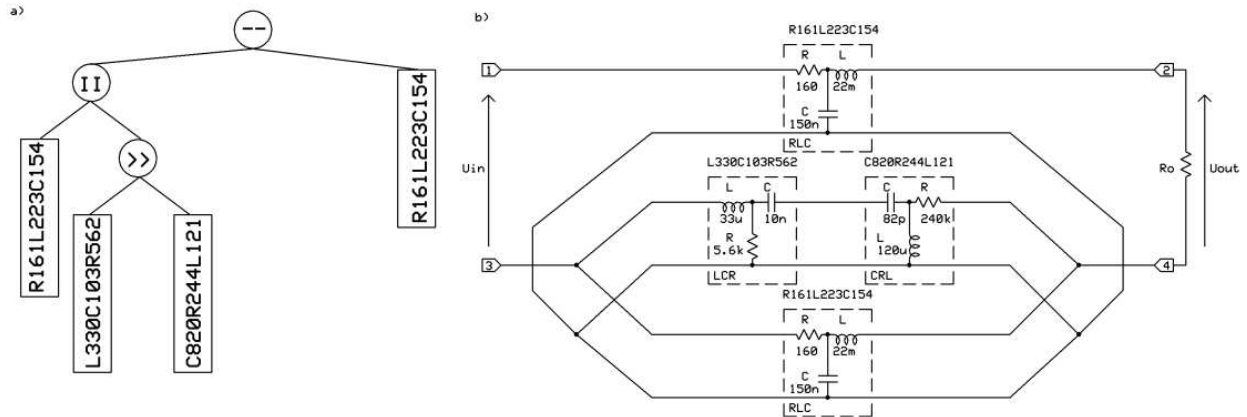 a)
--
II
>>
R161L223C154
L330C103R562
C820R244L121
R161L223C154
b)
R161L223C154
R L
1 2
160 22m
C
150n
RLC
Uin
Ro Uout
L330C103R562 C820R244L121
L C C R
33u 10n 82p 240k
R L
5.6k 120u
3 4
LCR CRL
R161L223C154
R L
160 22m
C
150n
RLC